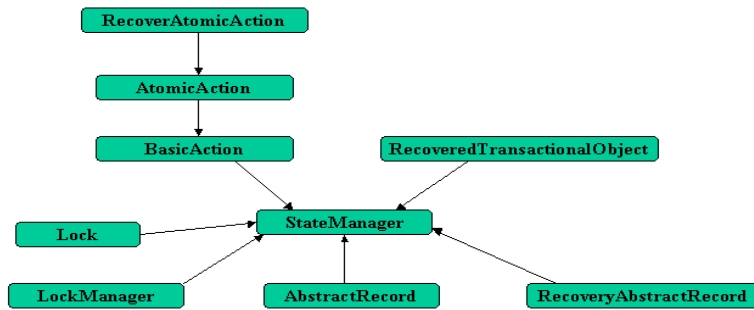 RecoverAtomicAction
AtomicAction
BasicAction
RecoveredTransactionalObject
StateManager
Lock
LockManager
AbstractRecord
RecoveryAbstractRecord